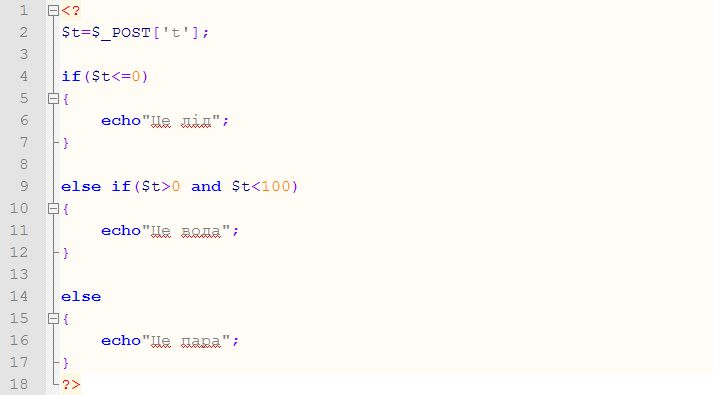 1 <?
2 $t=$_POST['t'];
3
4 if($t<=0)
5 {
6 echo"Це лід";
7 }
8
9 else if($t>0 and $t<100)
10 {
11 echo"Це вода";
12 }
13
14 else
15 {
16 echo"Це пара";
17 }
18 ?>